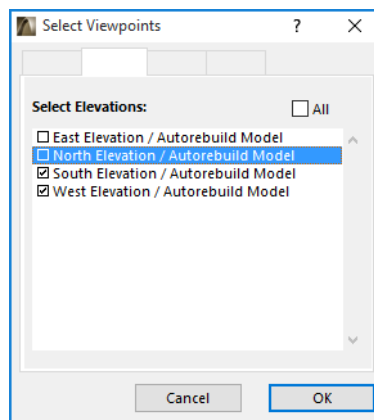 Select Viewpoints
?
Select Elevations:
All
East Elevation / Autorebuild Model
North Elevation / Autorebuild Model
South Elevation / Autorebuild Model
West Elevation / Autorebuild Model
Cancel
OK